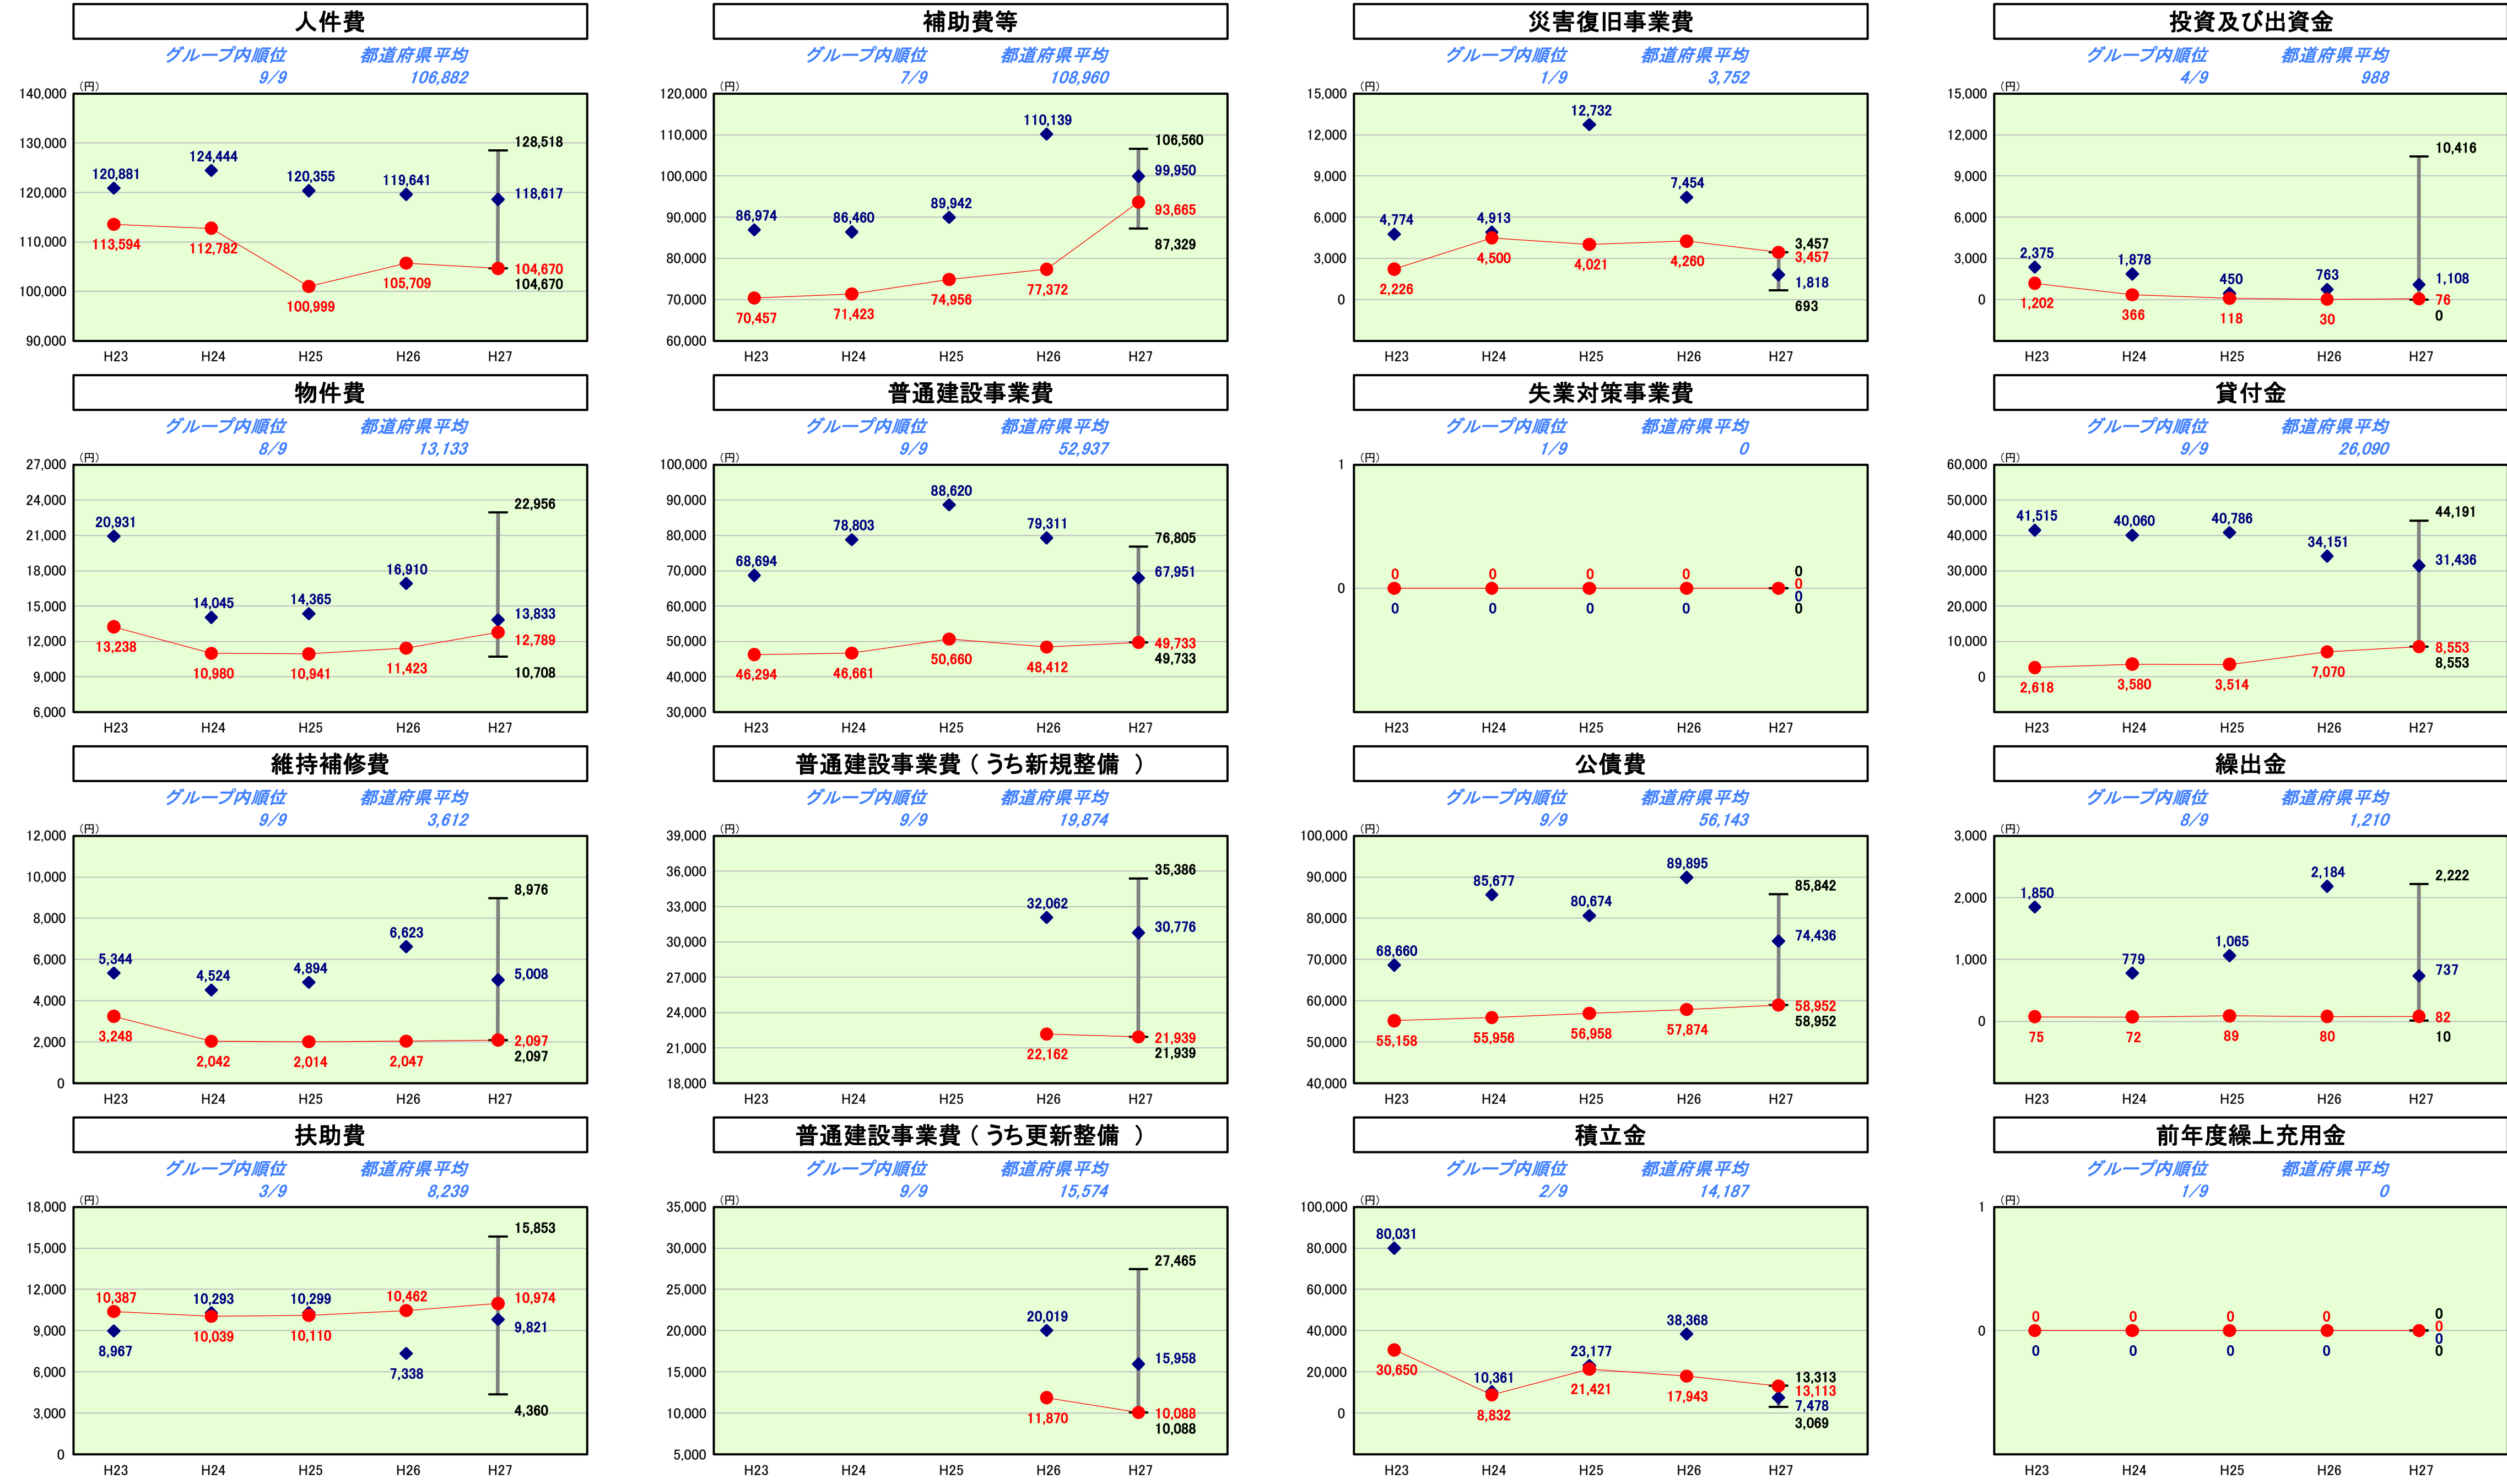 人件費
グループ内順位 都道府県平均
9/9 106,882
(円)
140,000
130,000
120,000
110,000
100,000
90,000
120,881 124,444 120,355 119,641 118,617
113,594 112,782 100,999 105,709 104,670
128,518
104,670
H23 H24 H25 H26 H27
補助費等
グループ内順位 都道府県平均
7/9 108,960
(円)
120,000
110,000
100,000
90,000
80,000
70,000
60,000
86,974 86,460 89,942 110,139 99,950
70,457 71,423 74,956 77,372 93,665
106,560
87,329
H23 H24 H25 H26 H27
災害復旧事業費
グループ内順位 都道府県平均
1/9 3,752
(円)
15,000
12,000
9,000
6,000
3,000
0
4,774 4,913 12,732 7,454 1,818
2,226 4,500 4,021 4,260 3,457
3,457
693
H23 H24 H25 H26 H27
投資及び出資金
グループ内順位 都道府県平均
4/9 988
(円)
15,000
12,000
9,000
6,000
3,000
0
2,375 1,878 450 763 1,108
1,202 366 118 30 76
10,416
0
H23 H24 H25 H26 H27
物件費
グループ内順位 都道府県平均
8/9 13,133
(円)
27,000
24,000
21,000
18,000
15,000
12,000
9,000
6,000
20,931 14,045 14,365 16,910 13,833
13,238 10,980 10,941 11,423 12,789
22,956
10,708
H23 H24 H25 H26 H27
普通建設事業費
グループ内順位 都道府県平均
9/9 52,937
(円)
100,000
90,000
80,000
70,000
60,000
50,000
40,000
30,000
68,694 78,803 88,620 79,311 67,951
46,294 46,661 50,660 48,412 49,733
76,805
49,733
H23 H24 H25 H26 H27
失業対策事業費
グループ内順位 都道府県平均
1/9 0
(円)
1
0
0 0 0 0 0
0 0 0 0 0
0
0
H23 H24 H25 H26 H27
貸付金
グループ内順位 都道府県平均
9/9 26,090
(円)
60,000
50,000
40,000
30,000
20,000
10,000
0
41,515 40,060 40,786 34,151 31,436
2,618 3,580 3,514 7,070 8,553
44,191
8,553
H23 H24 H25 H26 H27
維持補修費
グループ内順位 都道府県平均
9/9 3,612
(円)
12,000
10,000
8,000
6,000
4,000
2,000
0
5,344 4,524 4,894 6,623 5,008
3,248 2,042 2,014 2,047 2,097
8,976
2,097
H23 H24 H25 H26 H27
普通建設事業費(うち新規整備 )
グループ内順位 都道府県平均
9/9 19,874
(円)
39,000
36,000
33,000
30,000
27,000
24,000
21,000
18,000
32,062 30,776
22,162 21,939
35,386
21,939
H23 H24 H25 H26 H27
公債費
グループ内順位 都道府県平均
9/9 56,143
(円)
100,000
90,000
80,000
70,000
60,000
50,000
40,000
68,660 85,677 80,674 89,895 74,436
55,158 55,956 56,958 57,874 58,952
85,842
58,952
H23 H24 H25 H26 H27
繰出金
グループ内順位 都道府県平均
8/9 1,210
(円)
3,000
2,000
1,000
0
1,850 779 1,065 2,184 737
75 72 89 80 82
2,222
10
H23 H24 H25 H26 H27
扶助費
グループ内順位 都道府県平均
3/9 8,239
(円)
18,000
15,000
12,000
9,000
6,000
3,000
0
10,387 10,039 10,110 10,462 10,974
8,967 10,293 10,299 7,338 9,821
15,853
4,360
H23 H24 H25 H26 H27
普通建設事業費(うち更新整備 )
グループ内順位 都道府県平均
9/9 15,574
(円)
35,000
30,000
25,000
20,000
15,000
10,000
5,000
20,019 15,958
11,870 10,088
27,465
10,088
H23 H24 H25 H26 H27
積立金
グループ内順位 都道府県平均
2/9 14,187
(円)
100,000
80,000
60,000
40,000
20,000
0
80,031 10,361 23,177 38,368 7,478
30,650 8,832 21,421 17,943 13,113
13,313
3,069
H23 H24 H25 H26 H27
前年度繰上充用金
グループ内順位 都道府県平均
1/9 0
(円)
1
0
0 0 0 0 0
0 0 0 0 0
0
0
H23 H24 H25 H26 H27